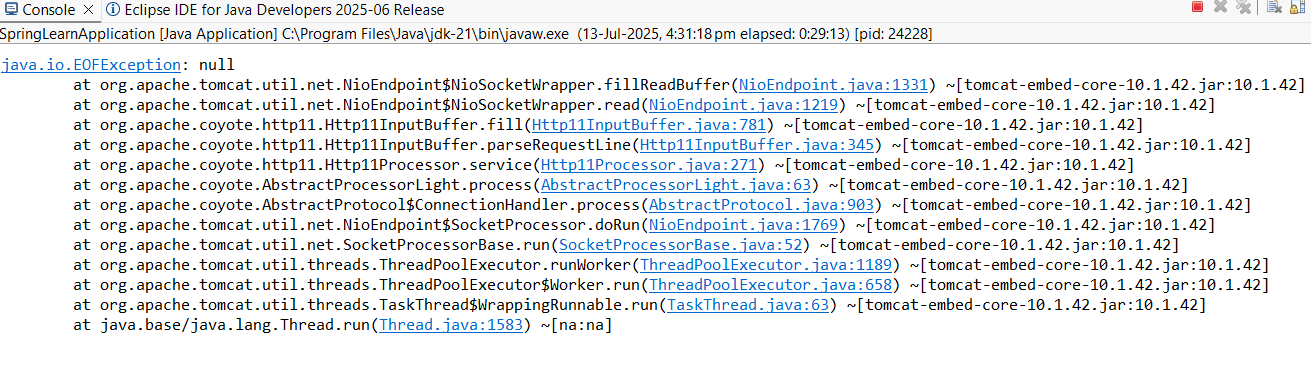 Console Eclipse IDE for Java Developers 2025-06 Release
SpringLearnApplication [Java Application] C:\Program Files\Java\jdk-21\bin\javaw.exe (13-Jul-2025, 4:31:18 pm elapsed: 0:29:13) [pid: 24228]
java.io.EOFException: null
at org.apache.tomcat.util.net.NioEndpoint$NioSocketWrapper.fillReadBuffer(NioEndpoint.java:1331) ~[tomcat-embed-core-10.1.42.jar:10.1.42]
at org.apache.tomcat.util.net.NioEndpoint$NioSocketWrapper.read(NioEndpoint.java:1219) ~[tomcat-embed-core-10.1.42.jar:10.1.42]
at org.apache.coyote.http11.Http11InputBuffer.fill(Http11InputBuffer.java:781) ~[tomcat-embed-core-10.1.42.jar:10.1.42]
at org.apache.coyote.http11.Http11InputBuffer.parseRequestLine(Http11InputBuffer.java:345) ~[tomcat-embed-core-10.1.42.jar:10.1.42]
at org.apache.coyote.http11.Http11Processor.service(Http11Processor.java:271) ~[tomcat-embed-core-10.1.42.jar:10.1.42]
at org.apache.coyote.AbstractProcessorLight.process(AbstractProcessorLight.java:63) ~[tomcat-embed-core-10.1.42.jar:10.1.42]
at org.apache.coyote.AbstractProtocol$ConnectionHandler.process(AbstractProtocol.java:903) ~[tomcat-embed-core-10.1.42.jar:10.1.42]
at org.apache.tomcat.util.net.NioEndpoint$SocketProcessor.doRun(NioEndpoint.java:1769) ~[tomcat-embed-core-10.1.42.jar:10.1.42]
at org.apache.tomcat.util.net.SocketProcessorBase.run(SocketProcessorBase.java:52) ~[tomcat-embed-core-10.1.42.jar:10.1.42]
at org.apache.tomcat.util.threads.ThreadPoolExecutor.runWorker(ThreadPoolExecutor.java:1189) ~[tomcat-embed-core-10.1.42.jar:10.1.42]
at org.apache.tomcat.util.threads.ThreadPoolExecutor$Worker.run(ThreadPoolExecutor.java:658) ~[tomcat-embed-core-10.1.42.jar:10.1.42]
at org.apache.tomcat.util.threads.TaskThread$WrappingRunnable.run(TaskThread.java:63) ~[tomcat-embed-core-10.1.42.jar:10.1.42]
at java.base/java.lang.Thread.run(Thread.java:1583) ~[na:na]